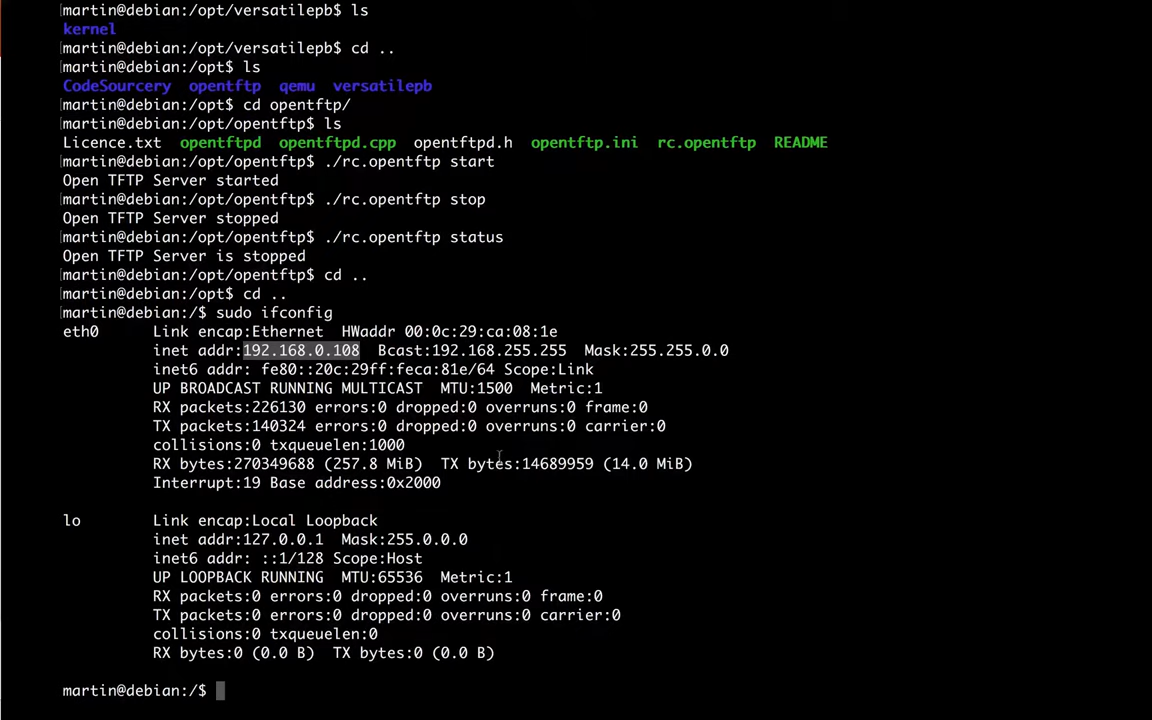 martin@debian:/opt/versatilepb$ ls
kernel
martin@debian:/opt/versatilepb$ cd ..
martin@debian:/opt$ ls
CodeSourcery  opentftp  qemu  versatilepb
martin@debian:/opt$ cd opentftp/
martin@debian:/opt/opentftp$ ls
Licence.txt  opentftpd  opentftpd.cpp  opentftpd.h  opentftp.ini  rc.opentftp  README
martin@debian:/opt/opentftp$ ./rc.opentftp start
Open TFTP Server started
martin@debian:/opt/opentftp$ ./rc.opentftp stop
Open TFTP Server stopped
martin@debian:/opt/opentftp$ ./rc.opentftp status
Open TFTP Server is stopped
martin@debian:/opt/opentftp$ cd ..
martin@debian:/opt$ cd ..
martin@debian:/$ sudo ifconfig
eth0      Link encap:Ethernet  HWaddr 00:0c:29:ca:08:1e
          inet addr:192.168.0.108  Bcast:192.168.255.255  Mask:255.255.0.0
          inet6 addr: fe80::20c:29ff:feca:81e/64 Scope:Link
          UP BROADCAST RUNNING MULTICAST  MTU:1500  Metric:1
          RX packets:226130 errors:0 dropped:0 overruns:0 frame:0
          TX packets:140324 errors:0 dropped:0 overruns:0 carrier:0
          collisions:0 txqueuelen:1000
          RX bytes:270349688 (257.8 MiB)  TX bytes:14689959 (14.0 MiB)
          Interrupt:19 Base address:0x2000
lo        Link encap:Local Loopback
          inet addr:127.0.0.1  Mask:255.0.0.0
          inet6 addr: ::1/128 Scope:Host
          UP LOOPBACK RUNNING  MTU:65536  Metric:1
          RX packets:0 errors:0 dropped:0 overruns:0 frame:0
          TX packets:0 errors:0 dropped:0 overruns:0 carrier:0
          collisions:0 txqueuelen:0
          RX bytes:0 (0.0 B)  TX bytes:0 (0.0 B)
martin@debian:/$